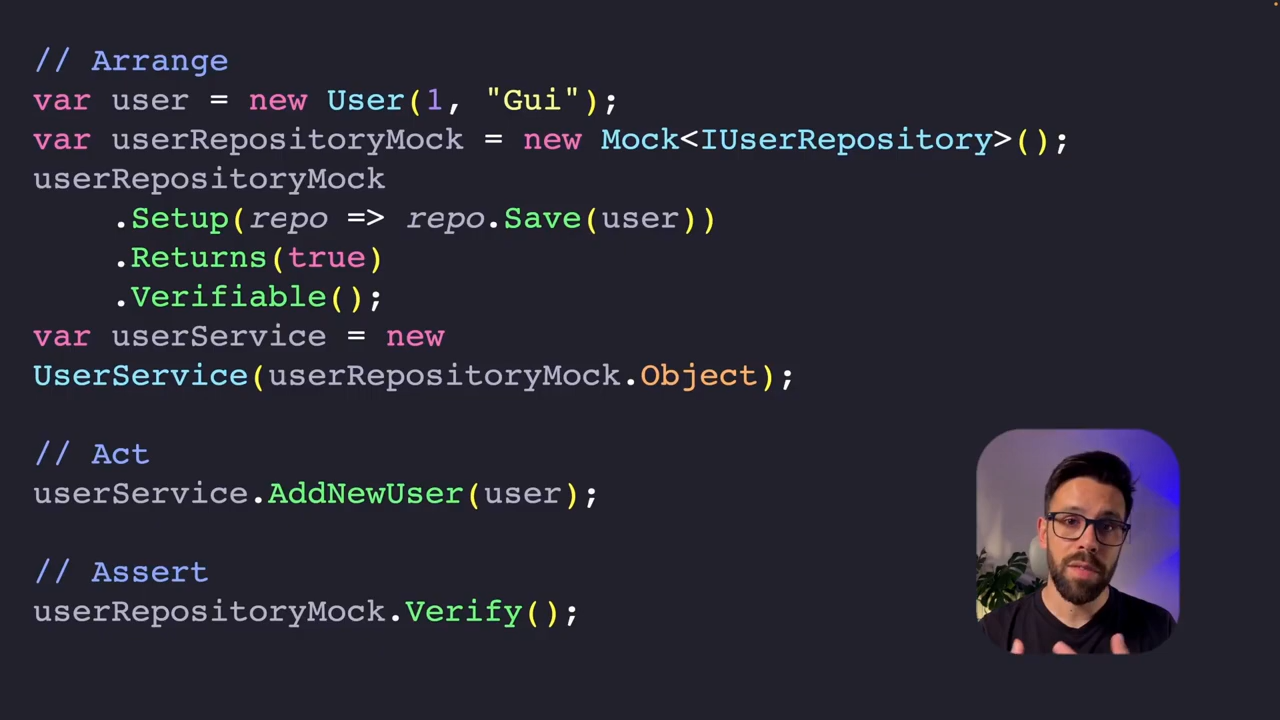 // Arrange
var user = new User(1, "Gui");
var userRepositoryMock = new Mock<IUserRepository>();
userRepositoryMock
    .Setup(repo => repo.Save(user))
    .Returns(true)
    .Verifiable();
var userService = new
UserService(userRepositoryMock.Object);

// Act
userService.AddNewUser(user);

// Assert
userRepositoryMock.Verify();